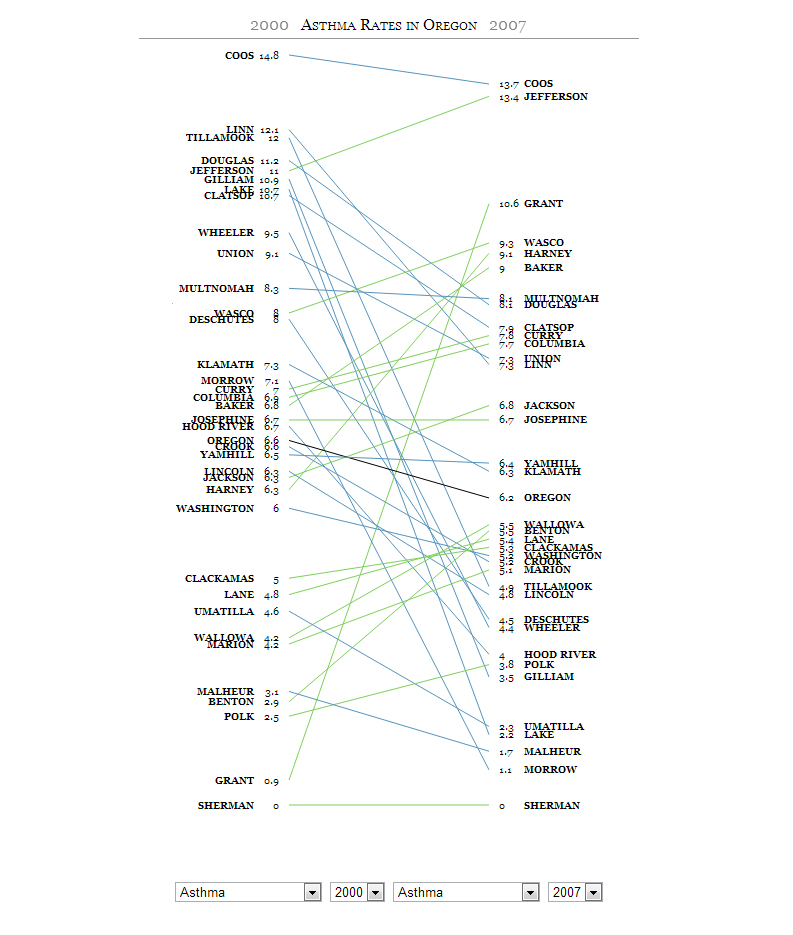 2000 Asthma Rates in Oregon 2007
COOS 14.8
13.7 COOS
13.4 JEFFERSON
LINN 12.1
TILLAMOOK 12
DOUGLAS 11.2
JEFFERSON 11
GILLIAM 10.9
LAKE 10.7
CLATSOP 10.7
10.6 GRANT
WHEELER 9.5
9.3 WASCO
UNION 9.1
9.1 HARNEY
9 BAKER
MULTNOMAH 8.3
8.1 MULTNOMAH
8.1 DOUGLAS
WASCO 8
DESCHUTES 8
7.9 CLATSOP
7.8 CURRY
7.7 COLUMBIA
7.3 UNION
KLAMATH 7.3
7.3 LINN
MORROW 7.1
CURRY 7
COLUMBIA 6.9
BAKER 6.8
6.8 JACKSON
JOSEPHINE 6.7
6.7 JOSEPHINE
HOOD RIVER 6.7
OREGON 6.6
CROOK 6.6
YAMHILL 6.5
6.4 YAMHILL
LINCOLN 6.3
6.3 KLAMATH
JACKSON 6.3
HARNEY 6.3
6.2 OREGON
WASHINGTON 6
5.5 WALLOWA
5.5 BENTON
5.4 LANE
5.3 CLACKAMAS
5.2 WASHINGTON
5.2 CROOK
5.1 MARION
CLACKAMAS 5
4.9 TILLAMOOK
LANE 4.8
4.8 LINCOLN
UMATILLA 4.6
4.5 DESCHUTES
4.4 WHEELER
WALLOWA 4.2
MARION 4.2
4 HOOD RIVER
3.8 POLK
3.5 GILLIAM
MALHEUR 3.1
BENTON 2.9
POLK 2.5
2.3 UMATILLA
2.2 LAKE
1.7 MALHEUR
1.1 MORROW
GRANT 0.9
SHERMAN 0
0 SHERMAN
Asthma 2000 Asthma 2007